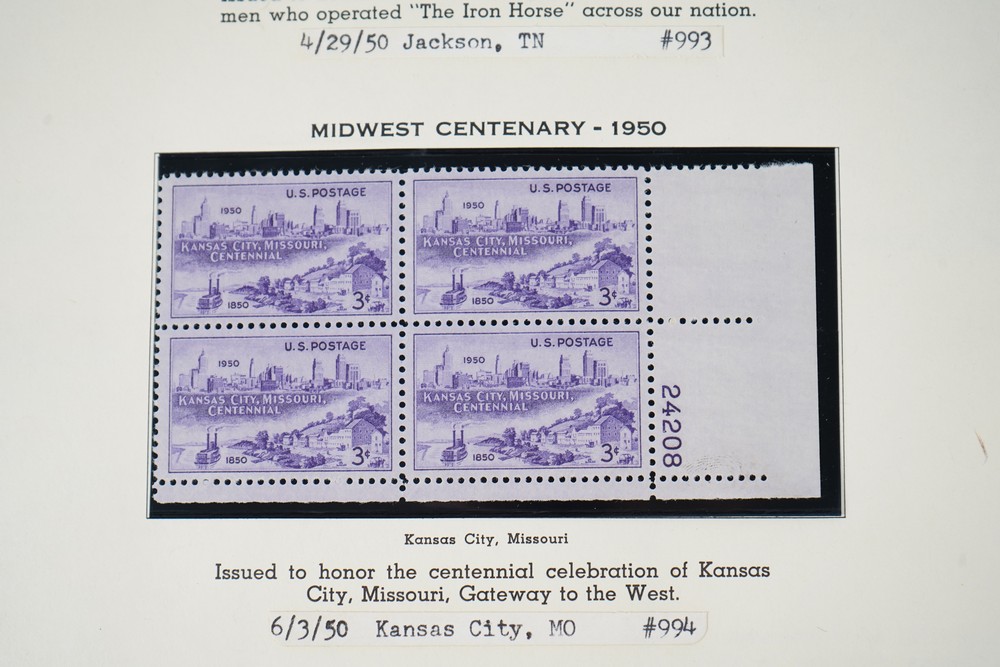 men who operated "The Iron Horse" across our nation.
4/29/50 Jackson, TN #993
MIDWEST CENTENARY - 1950
U.S. POSTAGE
1950
KANSAS CITY, MISSOURI,
CENTENNIAL
1850
3¢
U.S. POSTAGE
1950
KANSAS CITY, MISSOURI,
CENTENNIAL
1850
3¢
U.S. POSTAGE
1950
KANSAS CITY, MISSOURI,
CENTENNIAL
1850
3¢
U.S. POSTAGE
1950
KANSAS CITY, MISSOURI,
CENTENNIAL
1850
3¢
24208
Kansas City, Missouri
Issued to honor the centennial celebration of Kansas
City, Missouri, Gateway to the West.
6/3/50 Kansas City, MO #994